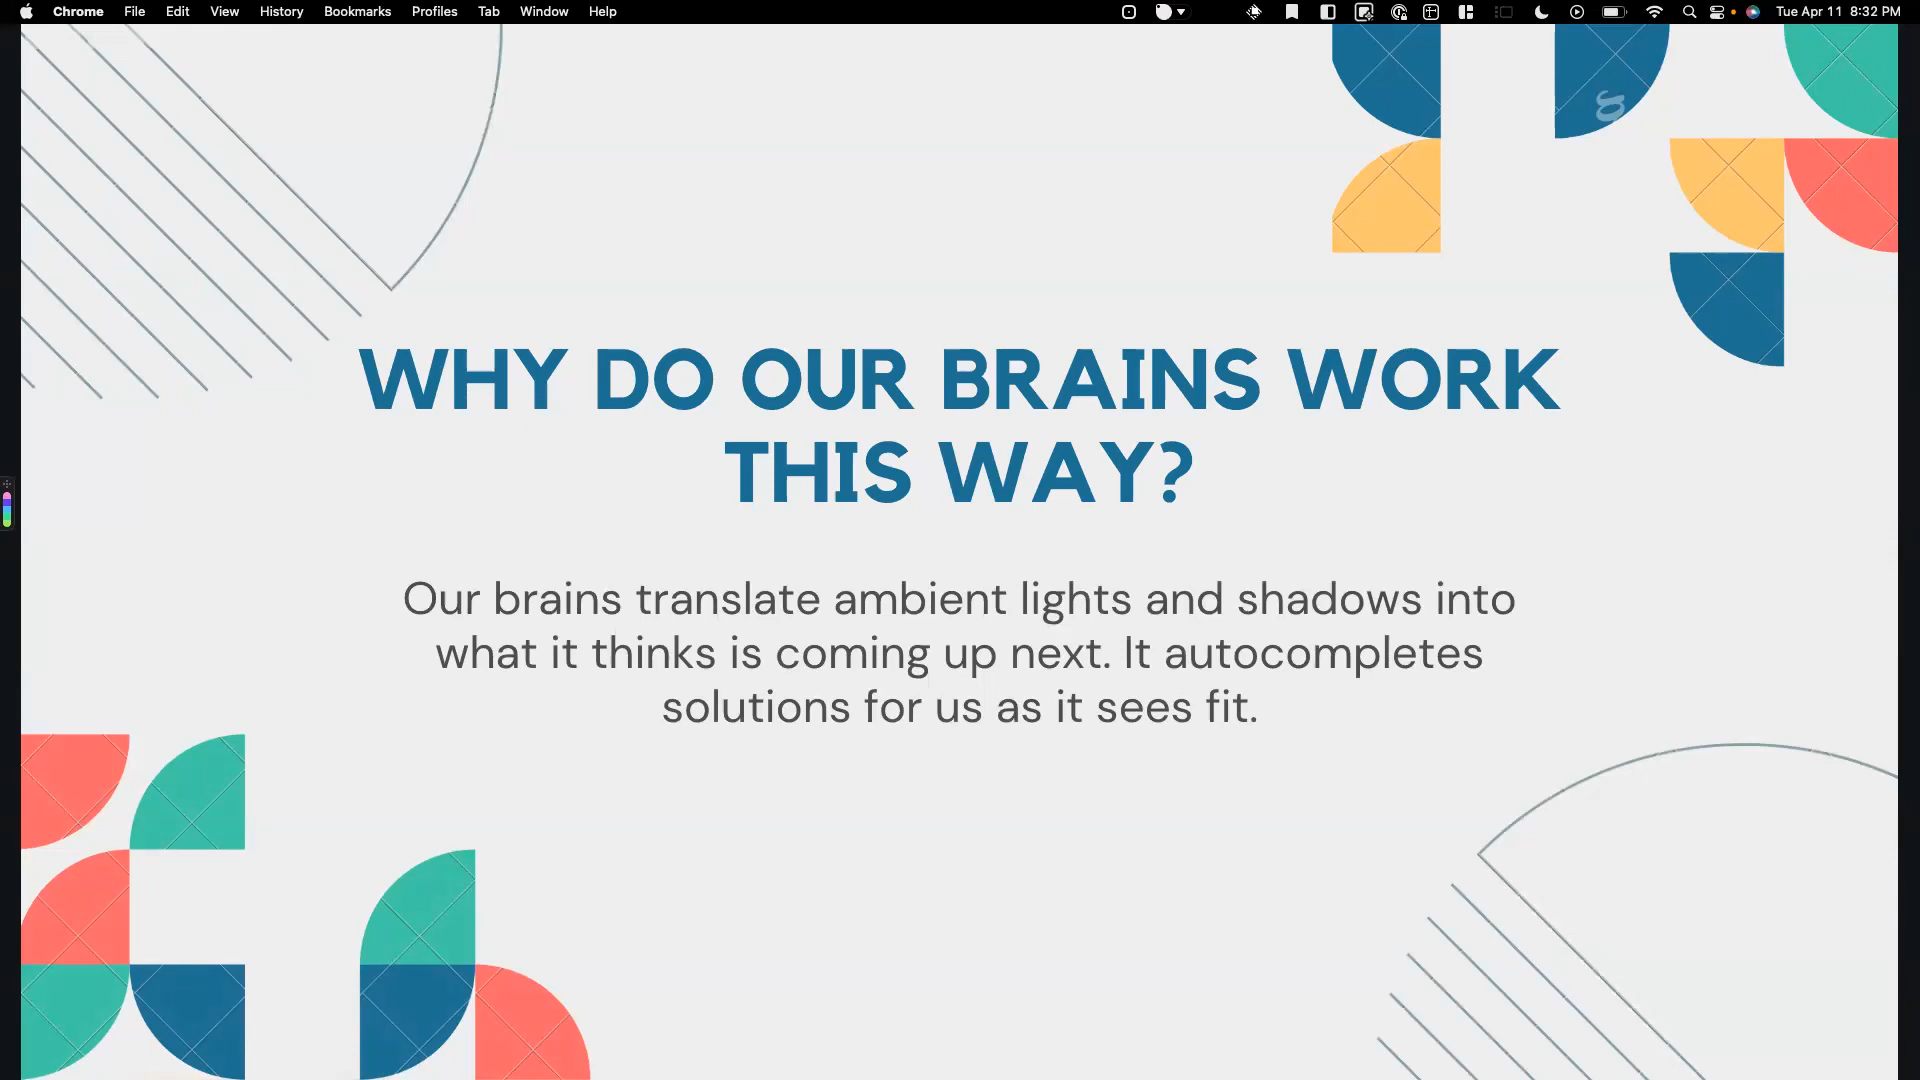 Chrome File Edit View History Bookmarks Profiles Tab Window Help Tue Apr 11 8:32 PM
WHY DO OUR BRAINS WORK
THIS WAY?
Our brains translate ambient lights and shadows into
what it thinks is coming up next. It autocompletes
solutions for us as it sees fit.